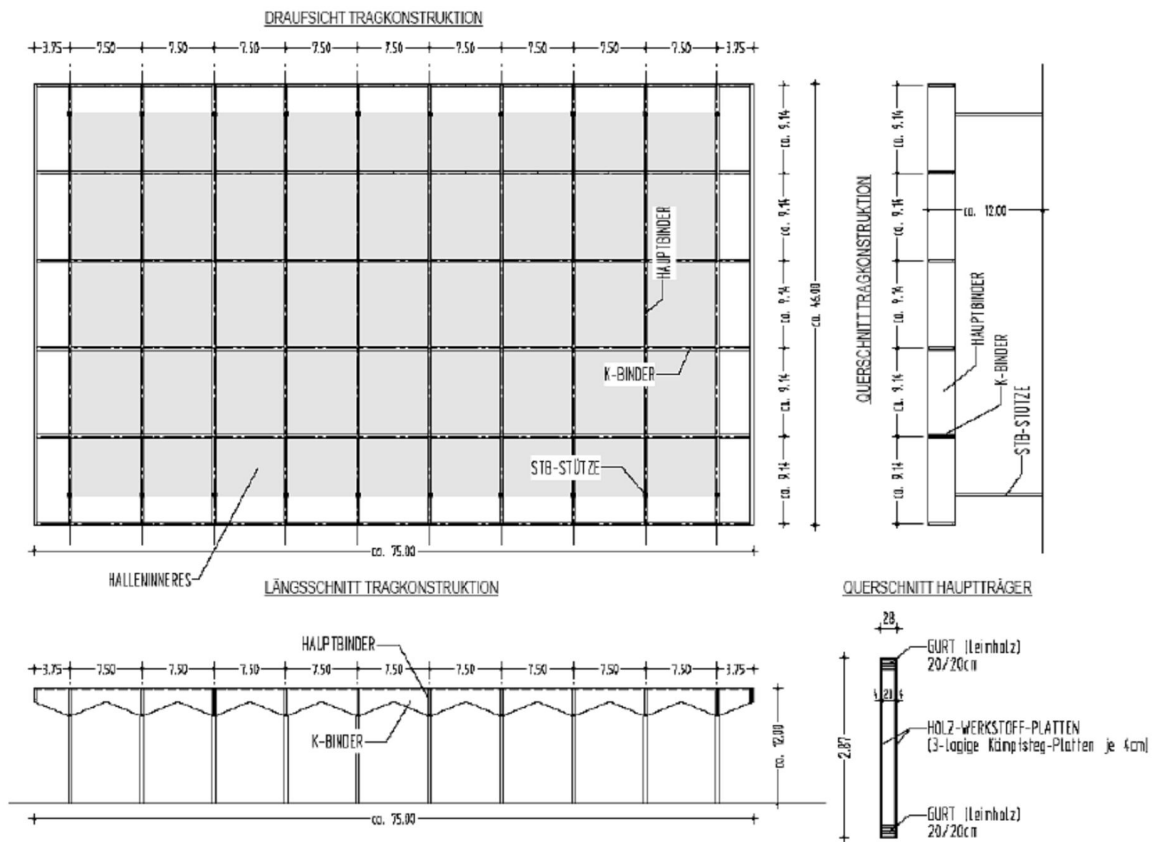 DRAUFSICHT TRAGKONSTRUKTION
3.75 7.50 7.50 7.50 7.50 7.50 7.50 7.50 7.50 7.50 3.75
ca. 9.14
ca. 9.14
ca. 9.14
ca. 9.14
ca. 9.14
ca. 46.00
HAUPTBINDER
K-BINDER
STB-STÜTZE
HALLENINNERES
ca. 75.00
QUERSCHNITT TRAGKONSTRUKTION
ca. 9.14
ca. 9.14
ca. 9.14
ca. 9.14
ca. 9.14
ca. 12.00
HAUPTBINDER
K-BINDER
STB-STÜTZE
LÄNGSSCHNITT TRAGKONSTRUKTION
HAUPTBINDER
3.75 7.50 7.50 7.50 7.50 7.50 7.50 7.50 7.50 7.50 3.75
K-BINDER
ca. 12.00
ca. 75.00
QUERSCHNITT HAUPTTRÄGER
28
GURT (Leimholz)
20/20cm
4 20 4
2.87
HOLZ-WERKSTOFF-PLATTEN
(3-lagige Kämpfsteg-Platten je 4cm)
GURT (Leimholz)
20/20cm